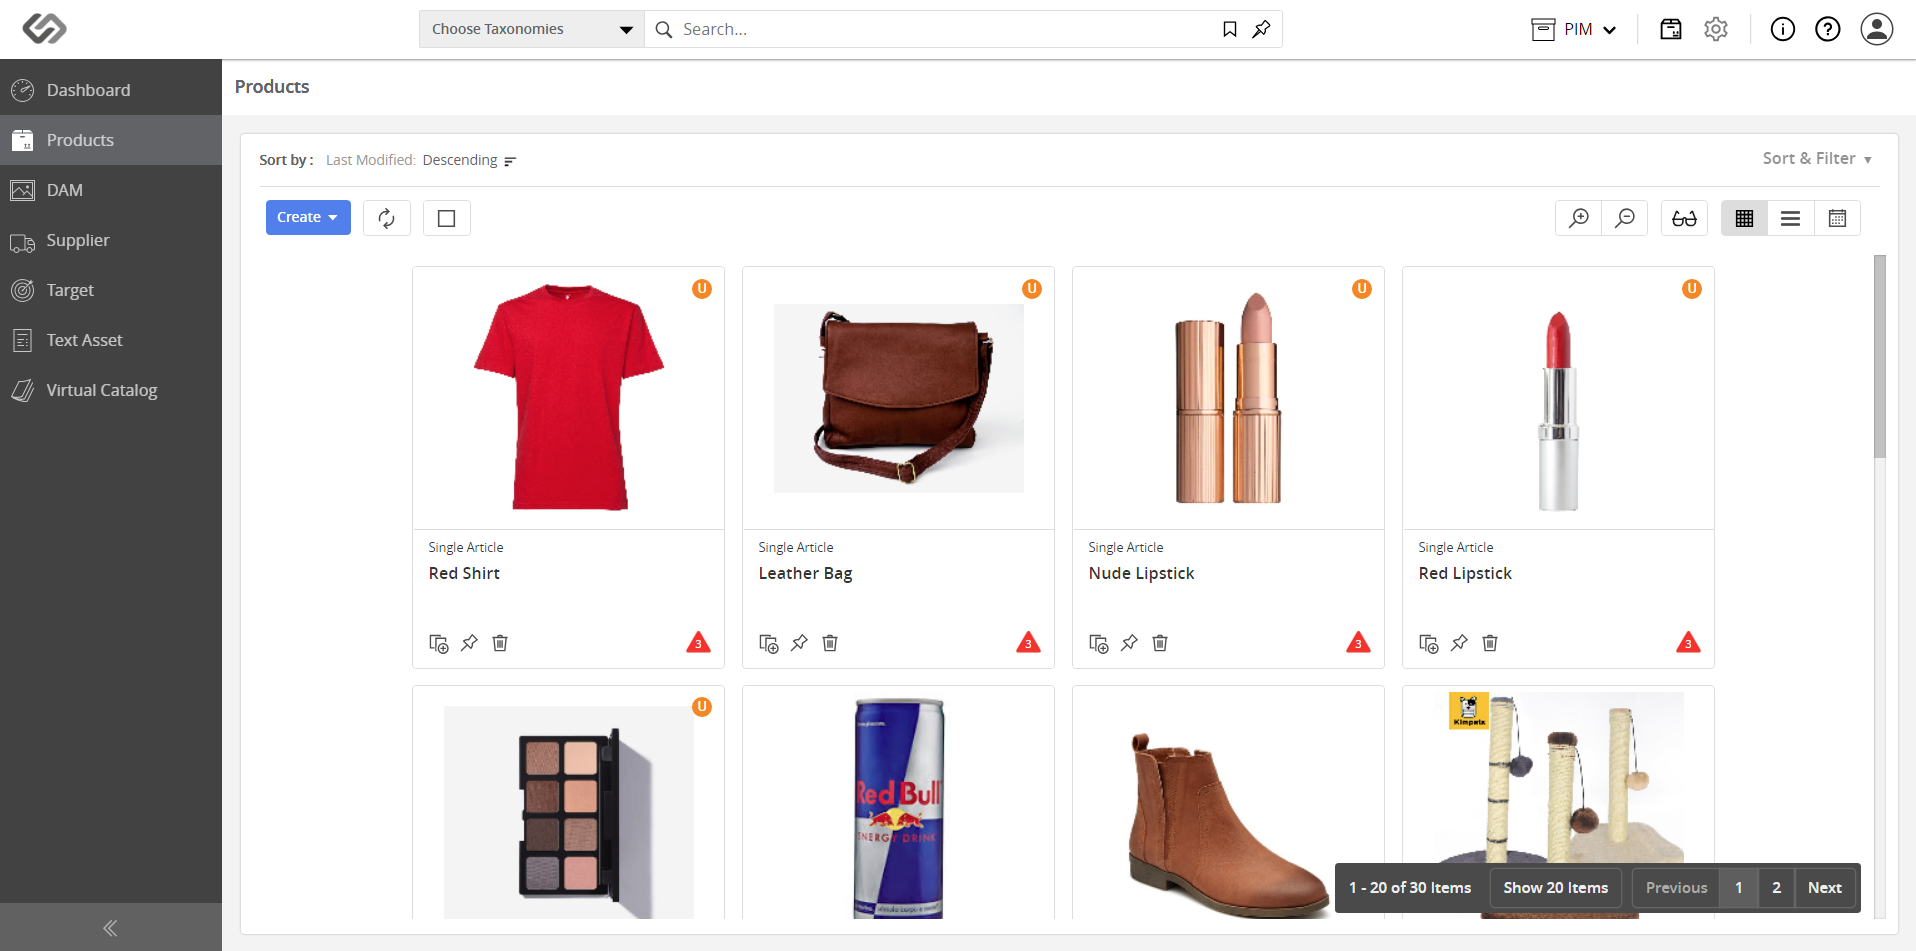 Choose Taxonomies
Search...
PIM
Dashboard
Products
DAM
Supplier
Target
Text Asset
Virtual Catalog
Products
Sort by : Last Modified: Descending
Sort & Filter
Create
U
U
U
U
Single Article
Red Shirt
3
Single Article
Leather Bag
3
Single Article
Nude Lipstick
3
Single Article
Red Lipstick
3
U
Red Bull
ENERGY DRINK
Kimpets
1 - 20 of 30 Items
Show 20 Items
Previous
1
2
Next